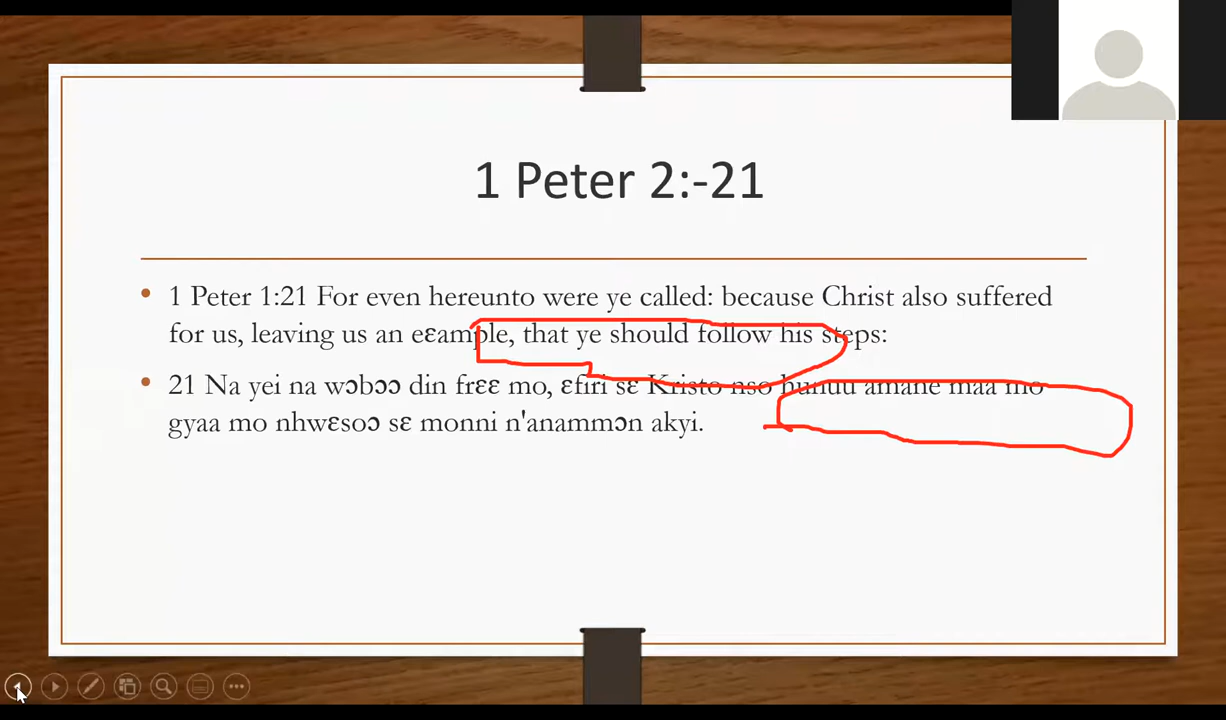 1 Peter 2:-21
1 Peter 1:21 For even hereunto were ye called: because Christ also suffered
for us, leaving us an eɛample, that ye should follow his steps:
21 Na yei na wɔbɔɔ din frɛɛ mo, ɛfiri sɛ Kristo nso hunuu amane maa mo
gyaa mo nhwɛsoɔ sɛ monni n'anammɔn akyi.